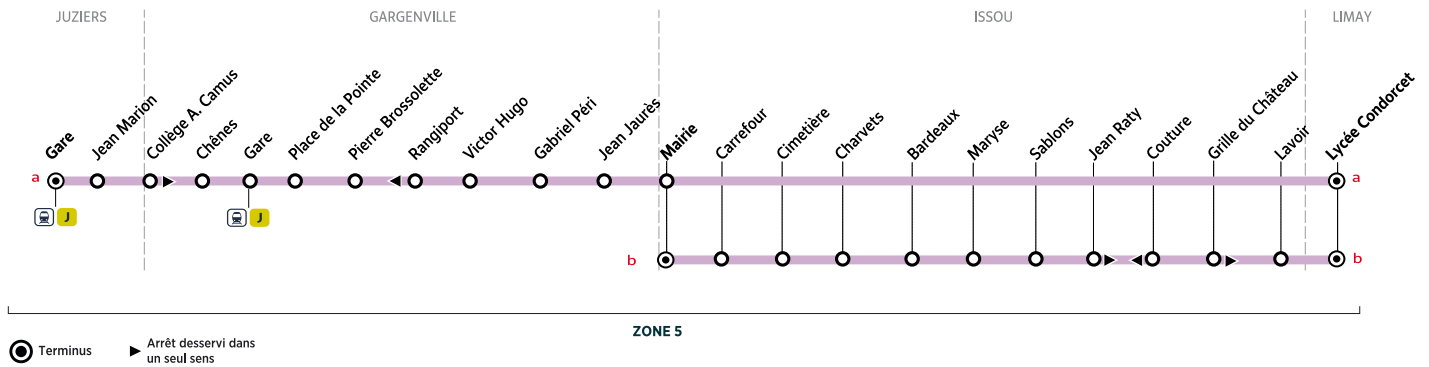 JUZIERS
GARGENVILLE
ISSOU
LIMAY
Gare
Jean Marion
Collège A. Camus
Chênes
Gare
Place de la Pointe
Pierre Brossolette
Rangiport
Victor Hugo
Gabriel Péri
Jean Jaurès
Mairie
Carrefour
Cimetière
Charvets
Bardeaux
Maryse
Sablons
Jean Raty
Couture
Grille du Château
Lavoir
Lycée Condorcet
a
a
J
J
b
b
ZONE 5
Terminus
Arrêt desservi dans
un seul sens